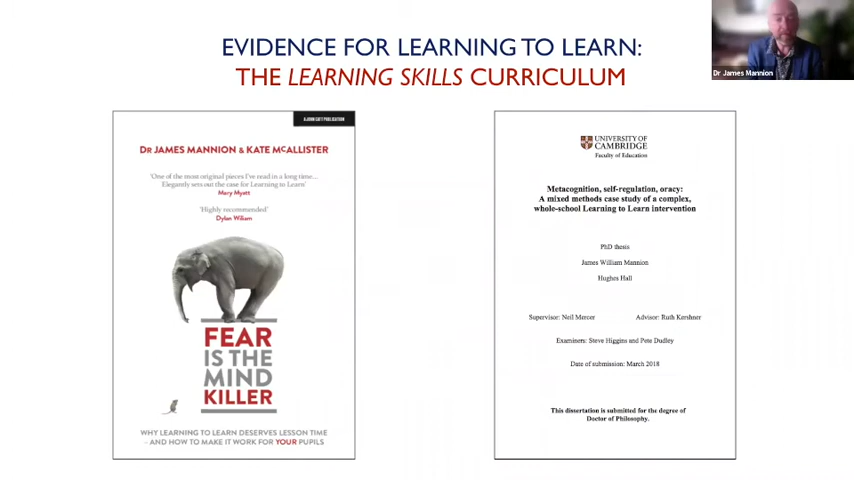 EVIDENCE FOR LEARNING TO LEARN:
THE LEARNING SKILLS CURRICULUM
Dr James Mannion
A JOHN CATT PUBLICATION
DR JAMES MANNION & KATE McALLISTER
'One of the most original pieces I've read in a long time...
Elegantly sets out the case for Learning to Learn'
Mary Myatt
'Highly recommended'
Dylan Wiliam
FEAR
IS THE
MIND
KILLER
WHY LEARNING TO LEARN DESERVES LESSON TIME
– AND HOW TO MAKE IT WORK FOR YOUR PUPILS
UNIVERSITY OF
CAMBRIDGE
Faculty of Education
Metacognition, self-regulation, oracy:
A mixed methods case study of a complex,
whole-school Learning to Learn intervention
PhD thesis
James William Mannion
Hughes Hall
Supervisor: Neil Mercer Advisor: Ruth Kershner
Examiners: Steve Higgins and Pete Dudley
Date of submission: March 2018
This dissertation is submitted for the degree of
Doctor of Philosophy.